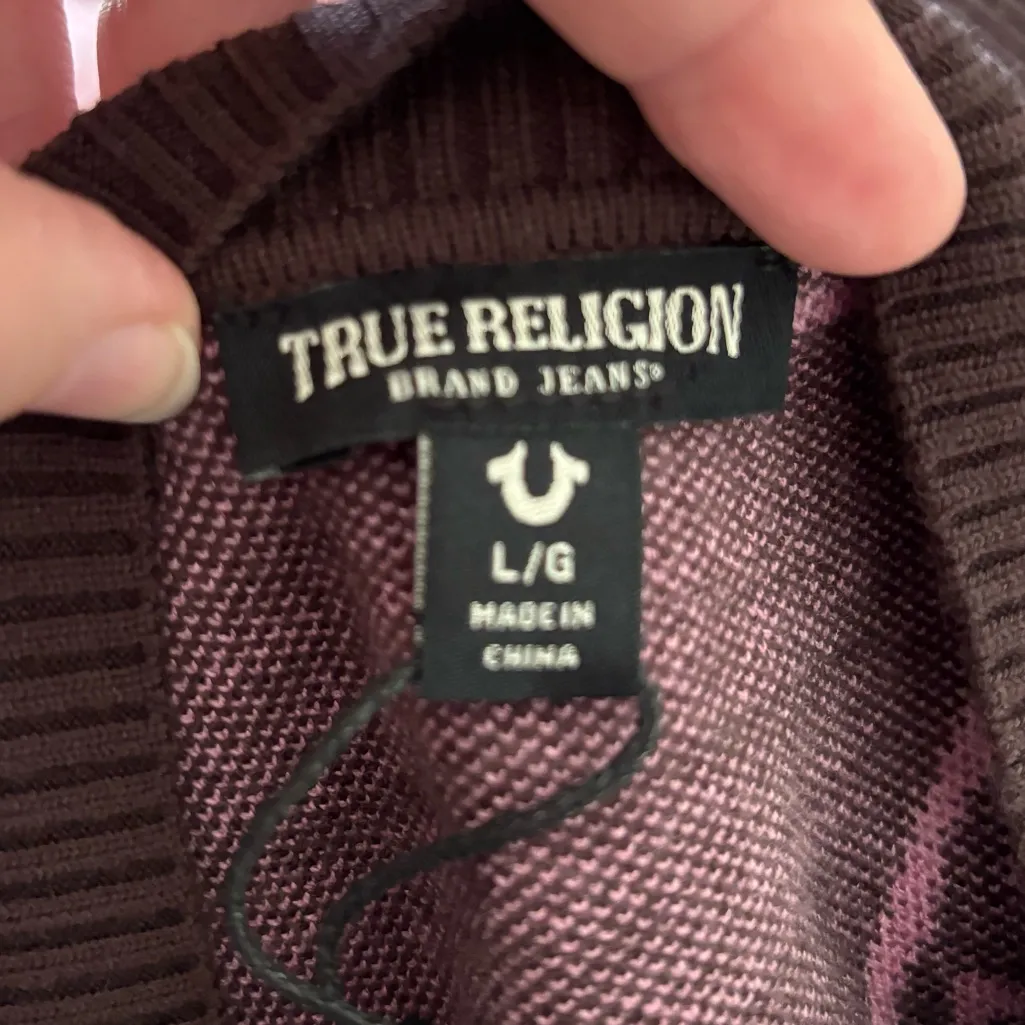 TRUE RELIGION
BRAND JEANS®
L/G
MADE IN
CHINA